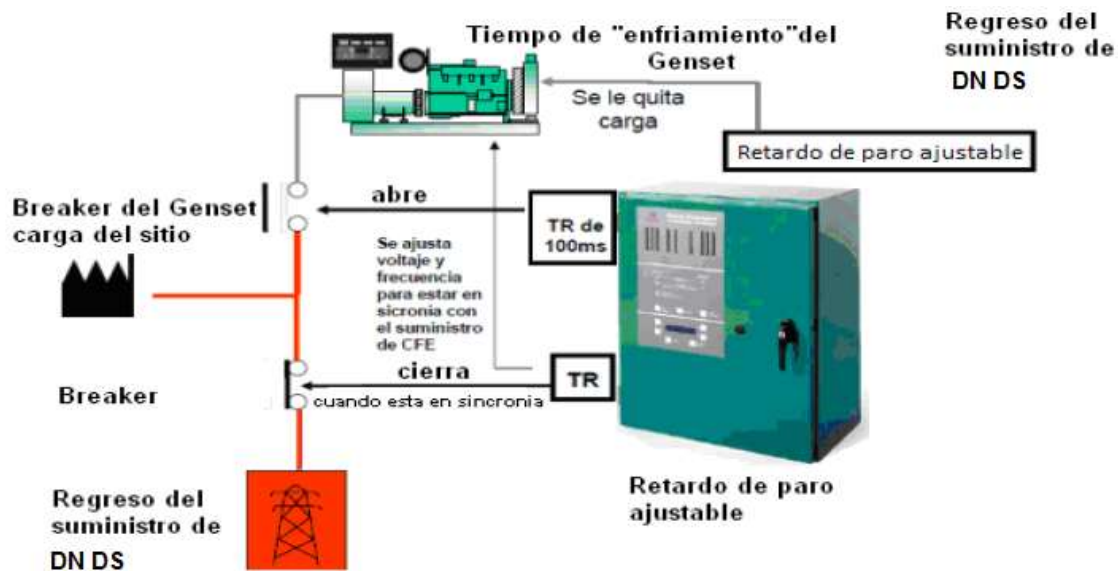 Tiempo de "enfriamiento"del
Genset
Regreso del
suministro de
DN DS
Se le quita
carga
Retardo de paro ajustable
Breaker del Genset
carga del sitio
abre
TR de
100ms
Se ajusta
voltaje y
frecuencia
para estar en
sicronía con
el suministro
de CFE
Breaker
cierra
cuando esta en sincronia
TR
Regreso del
suministro de
DN DS
Retardo de paro
ajustable